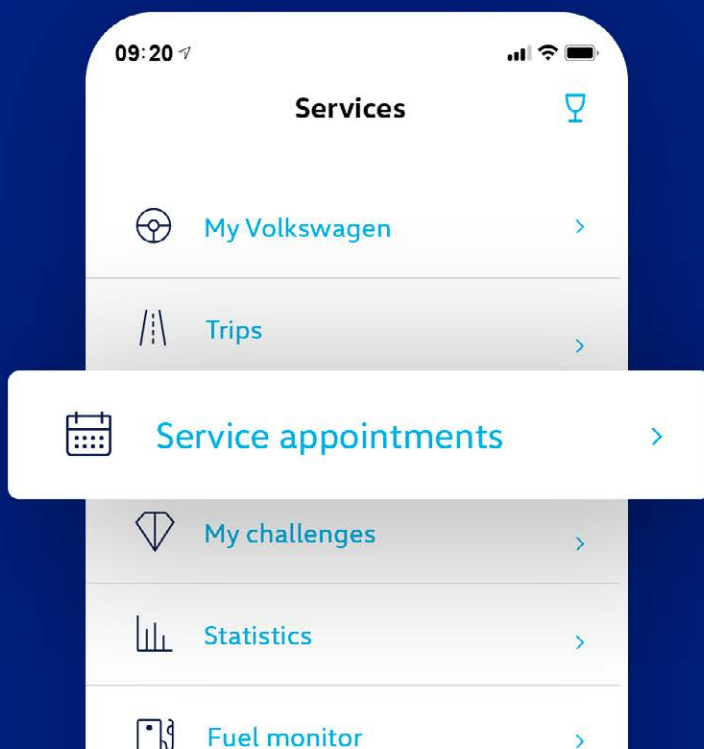 09:20
Services
My Volkswagen
Trips
Service appointments
My challenges
Statistics
Fuel monitor